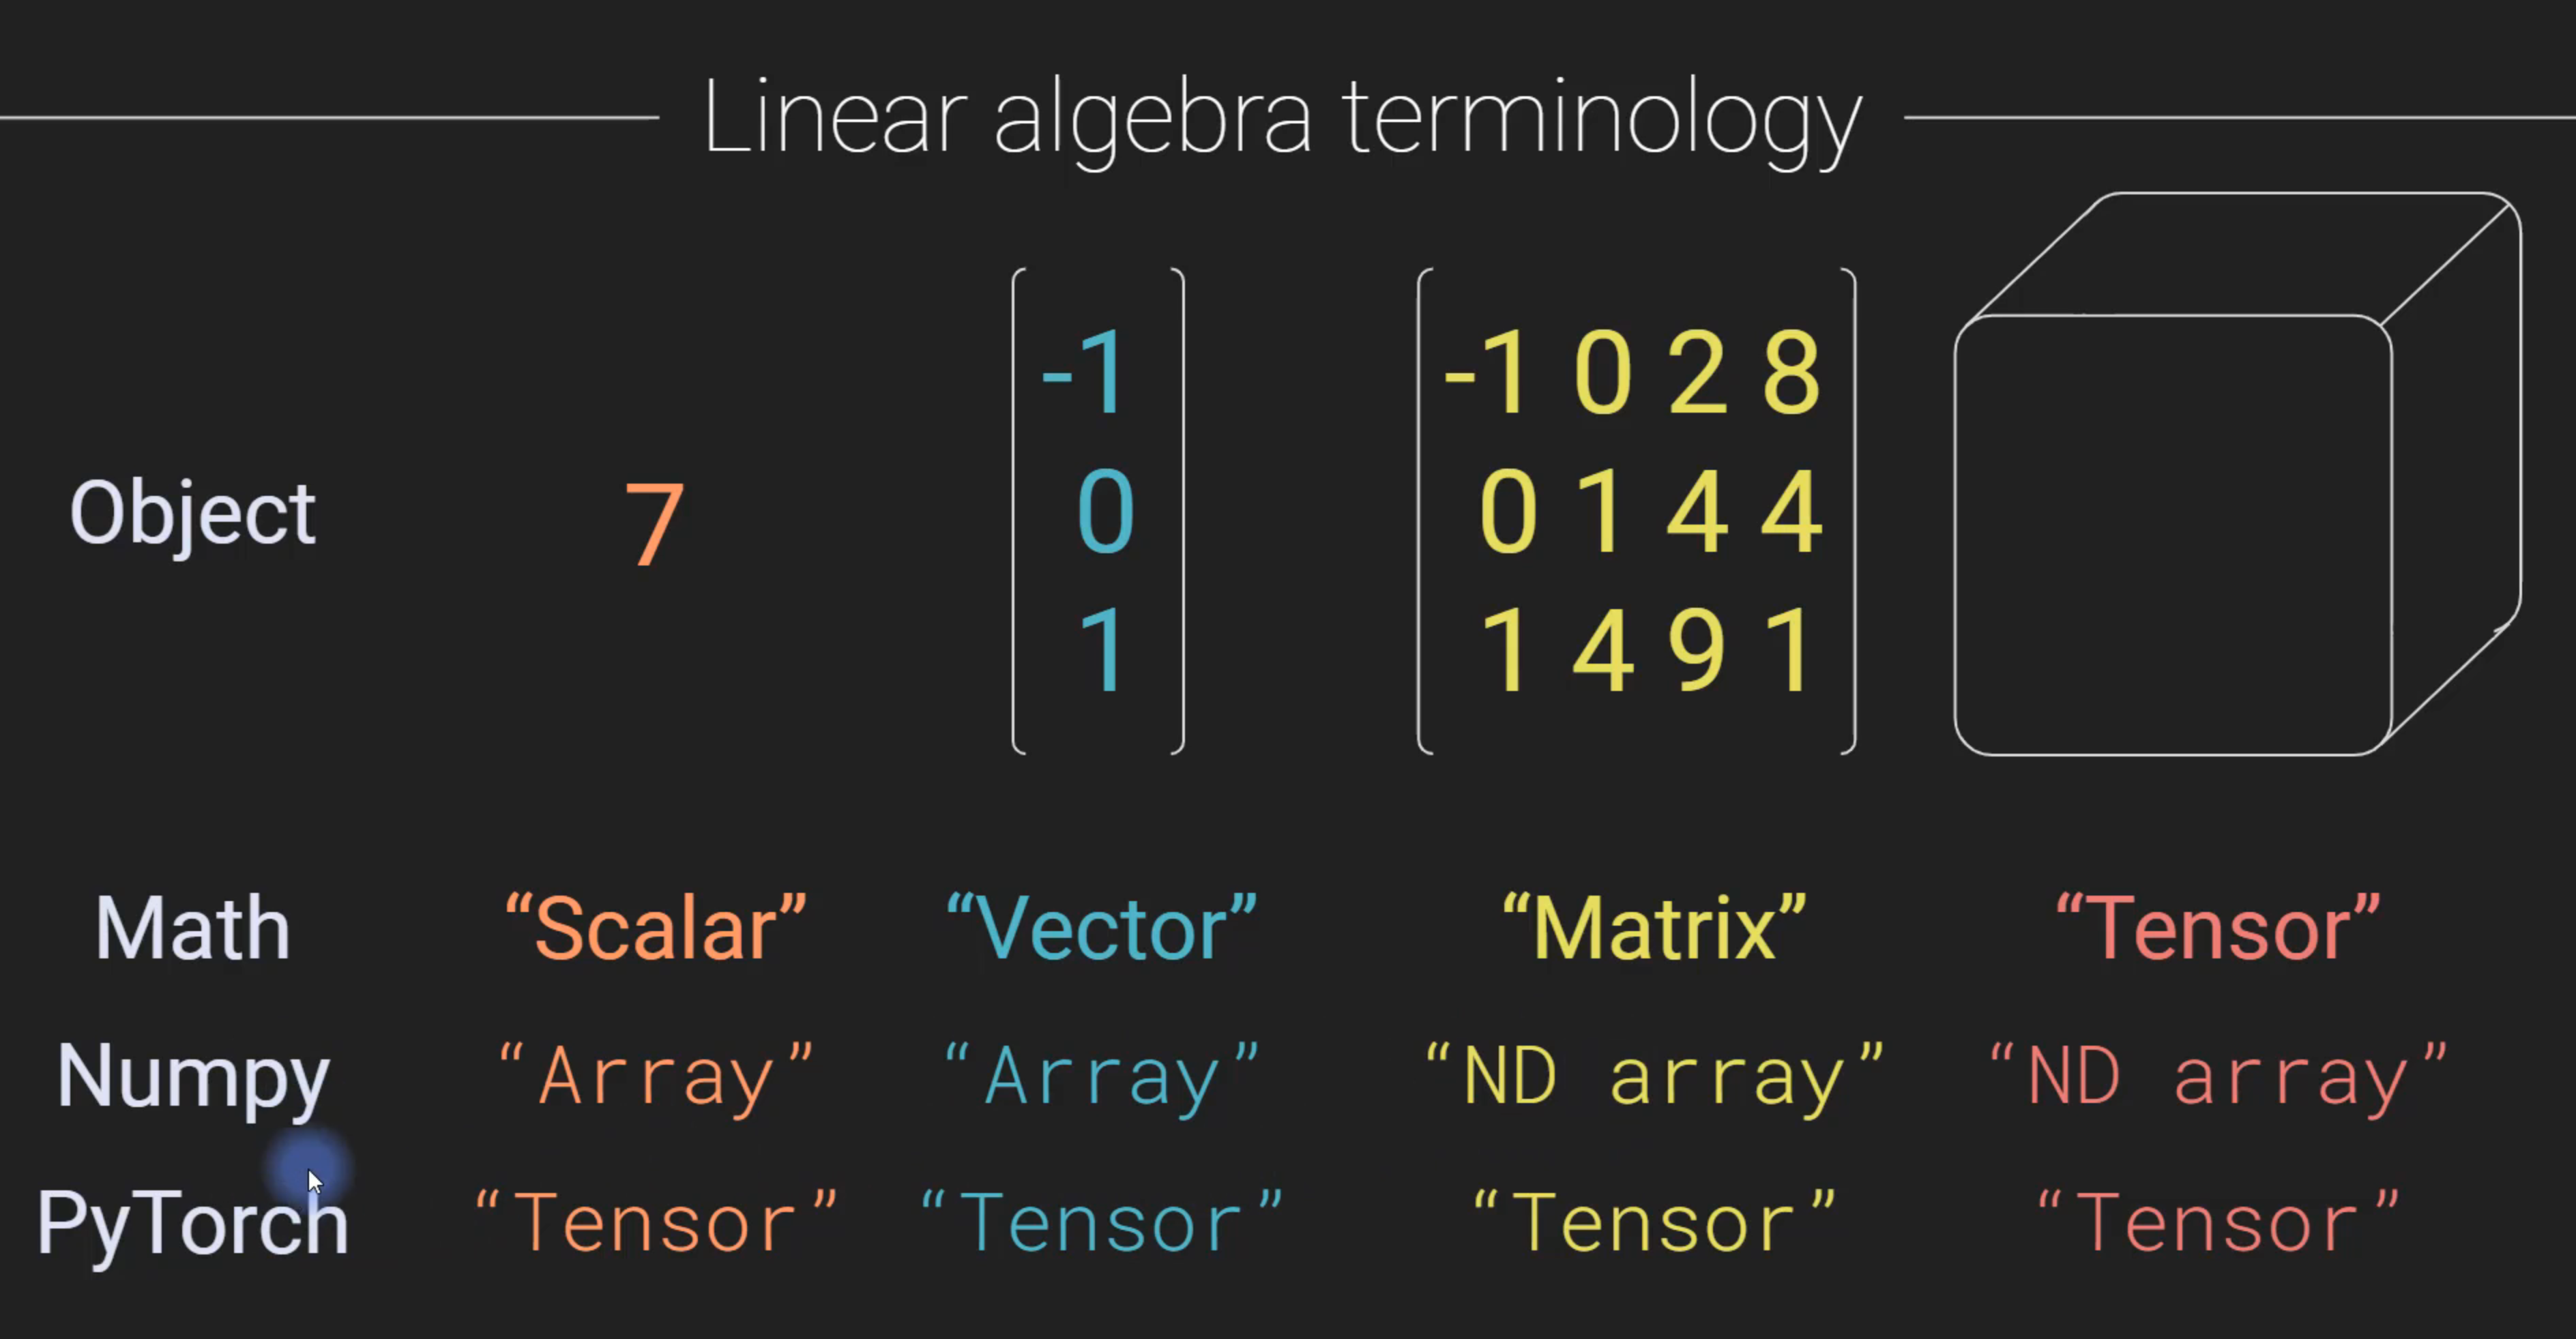 Linear algebra terminology
Object
7
-1
0
1
-1 0 2 8
0 1 4 4
1 4 9 1
Math “Scalar” “Vector” “Matrix” “Tensor”
Numpy “Array” “Array” “ND array” “ND array”
PyTorch “Tensor” “Tensor” “Tensor” “Tensor”